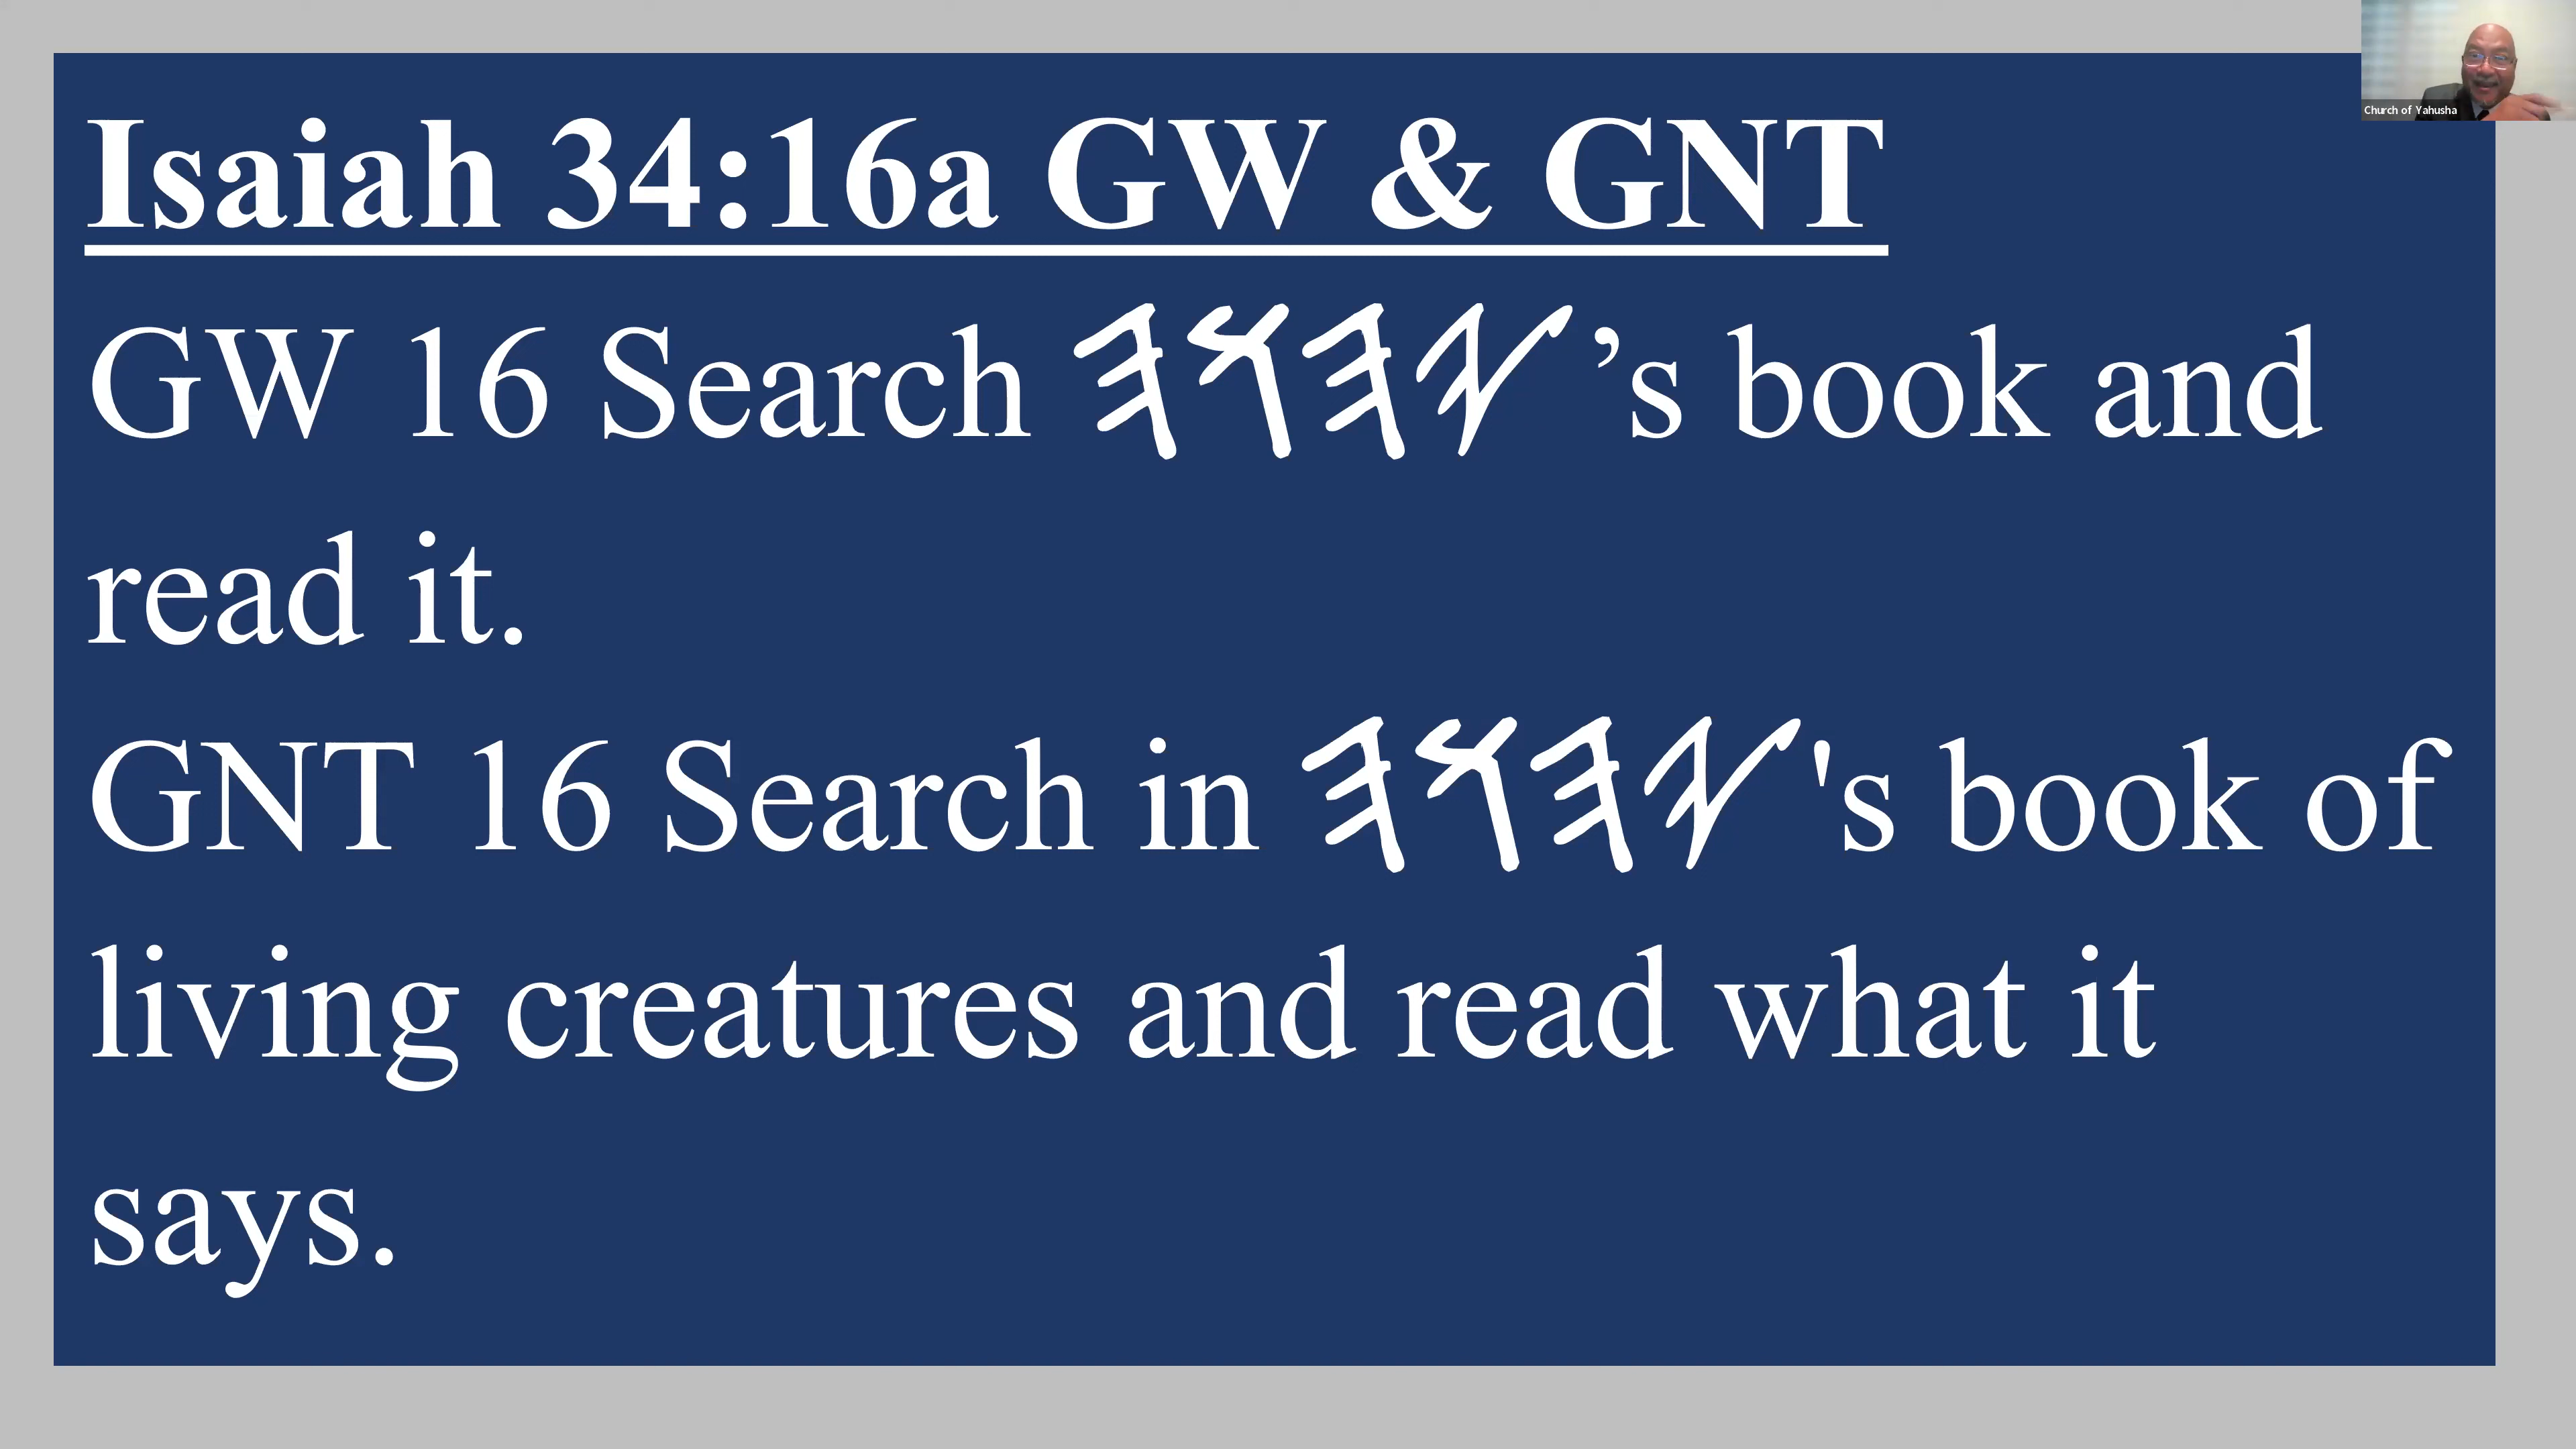 Isaiah 34:16a GW & GNT
GW 16 Search 𐤉𐤄𐤅𐤄’s book and
read it.
GNT 16 Search in 𐤉𐤄𐤅𐤄's book of
living creatures and read what it
says.
Church of Yahusha